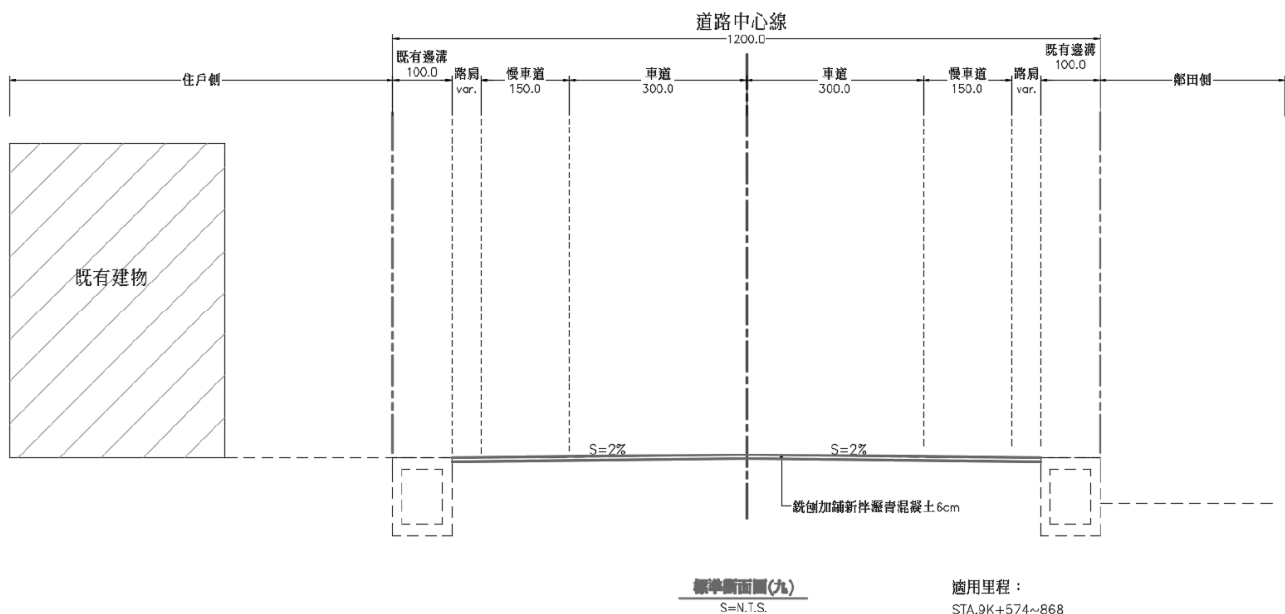 道路中心線
1200.0
既有邊溝
100.0
路肩
var.
慢車道
150.0
車道
300.0
車道
300.0
慢車道
150.0
路肩
var.
既有邊溝
100.0
住戶側
鄰田側
既有建物
S=2%
S=2%
銑刨加鋪新拌瀝青混凝土6cm
標準斷面圖(九)
S=N.T.S.
適用里程：
STA.9K+574~868